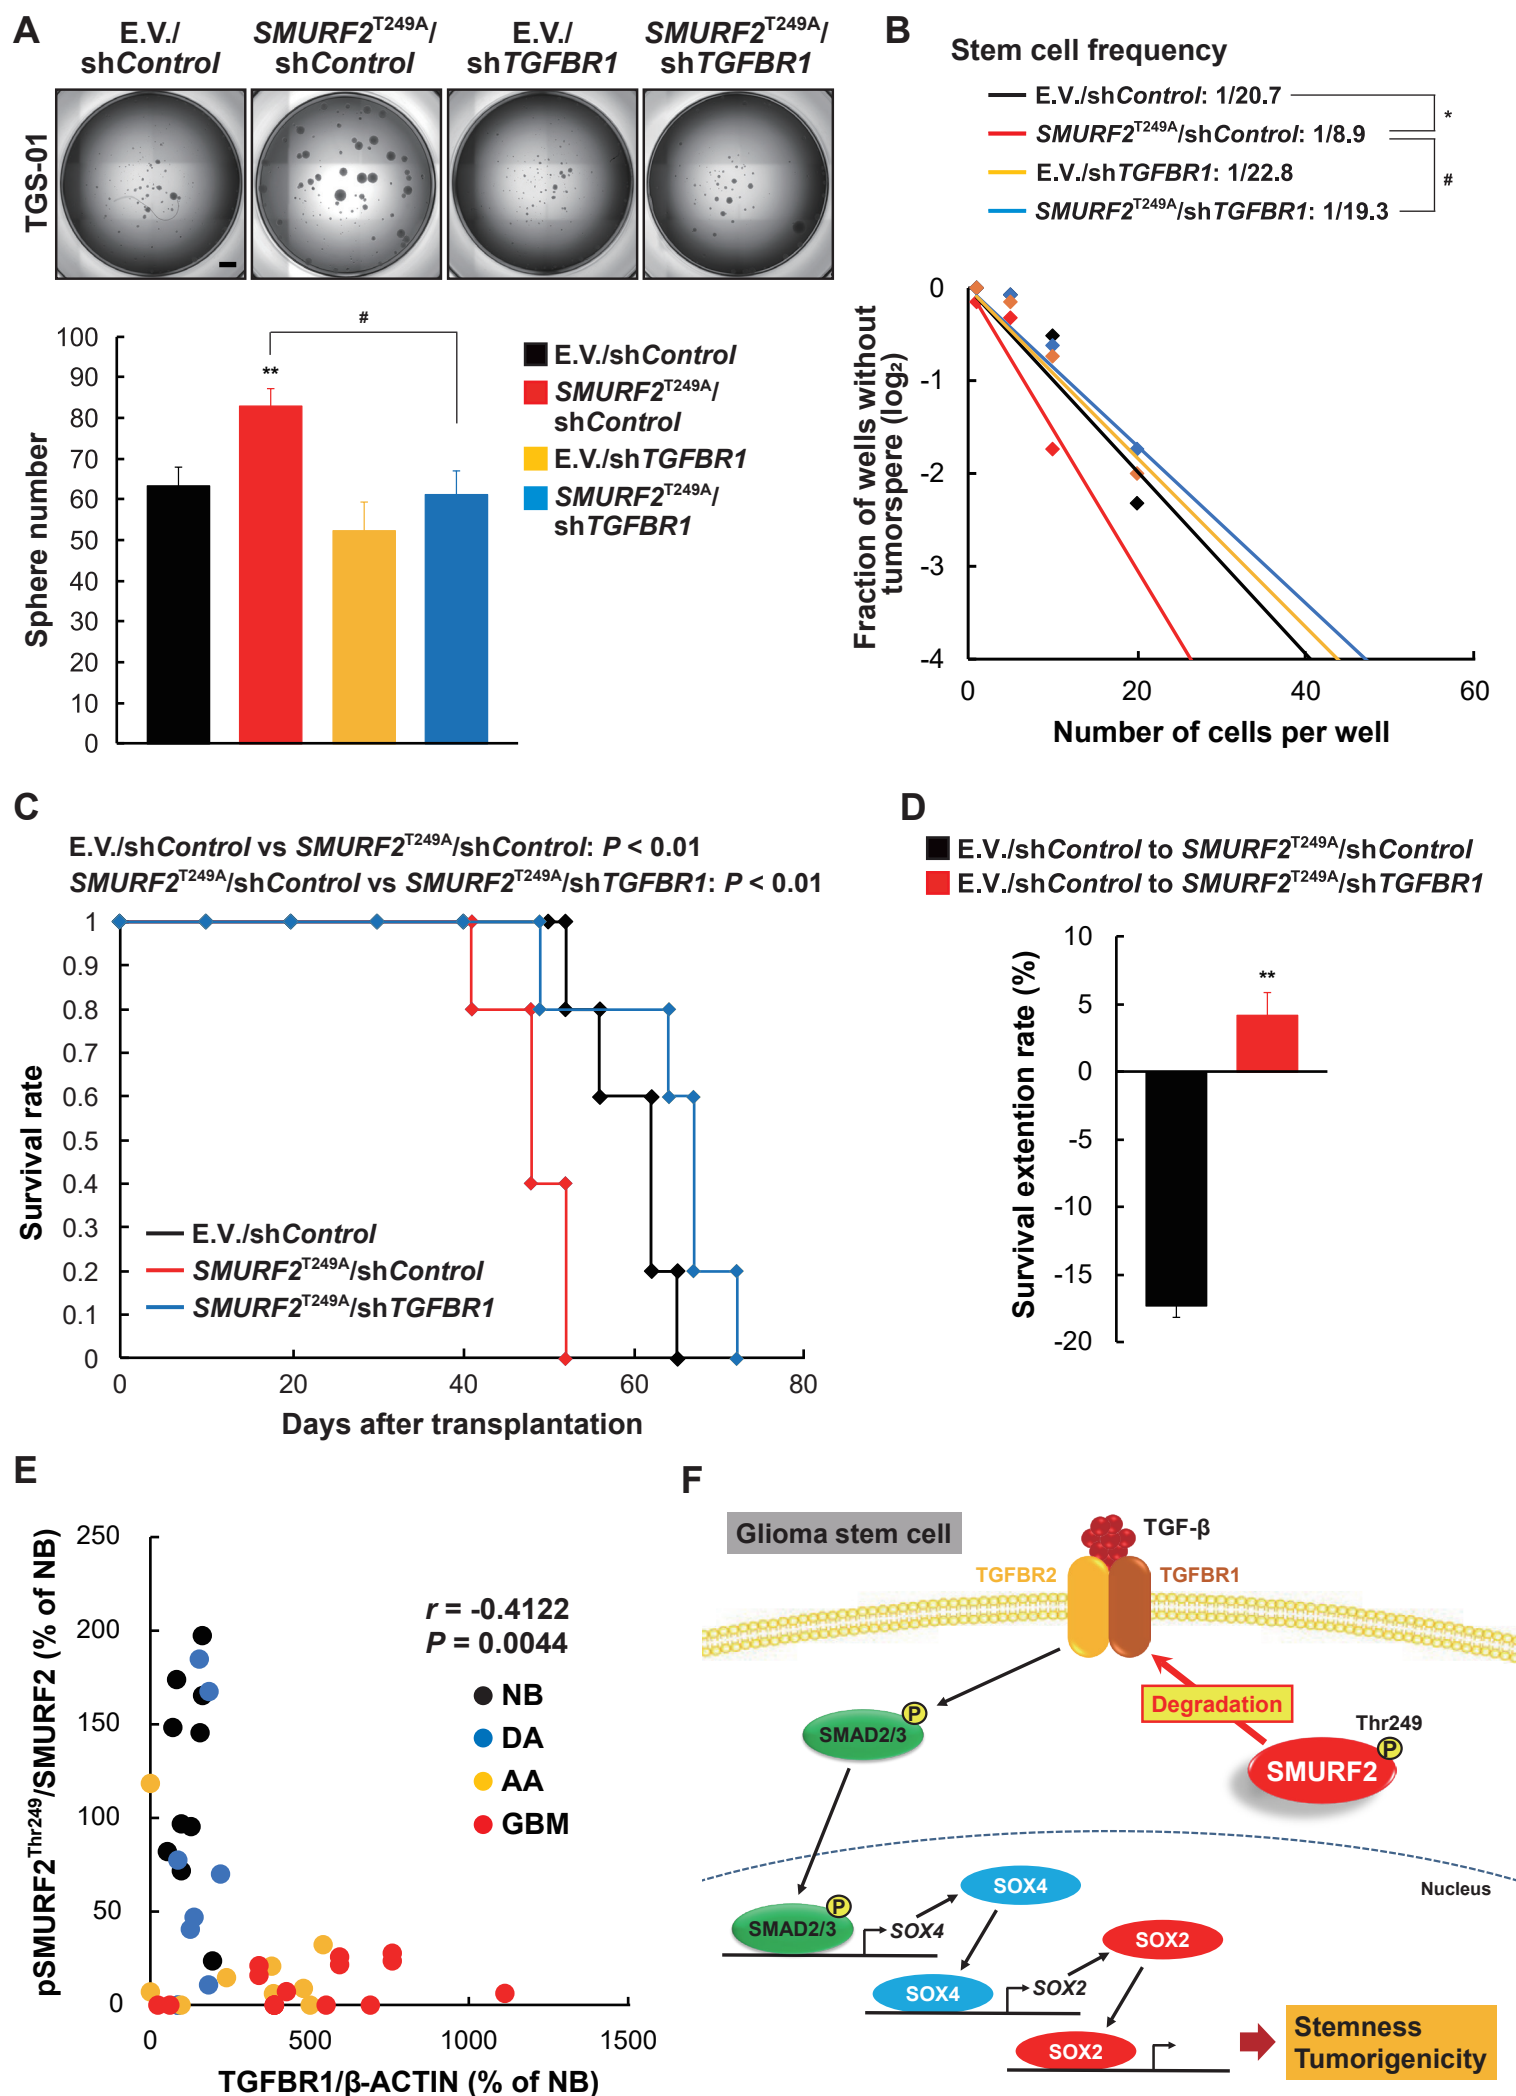 A
E.V./
shControl
SMURF2T249A/
shControl
E.V./
shTGFBR1
SMURF2T249A/
shTGFBR1
TGS-01
Sphere number
100
90
80
70
60
50
40
30
20
10
0
**
#
E.V./shControl
SMURF2T249A/
shControl
E.V./shTGFBR1
SMURF2T249A/
shTGFBR1
B
Stem cell frequency
E.V./shControl: 1/20.7
SMURF2T249A/shControl: 1/8.9
E.V./shTGFBR1: 1/22.8
SMURF2T249A/shTGFBR1: 1/19.3
*
#
Fraction of wells without
tumorspere (log2)
0
-1
-2
-3
-4
0
20
40
60
Number of cells per well
C
E.V./shControl vs SMURF2T249A/shControl: P < 0.01
SMURF2T249A/shControl vs SMURF2T249A/shTGFBR1: P < 0.01
Survival rate
1
0.9
0.8
0.7
0.6
0.5
0.4
0.3
0.2
0.1
0
E.V./shControl
SMURF2T249A/shControl
SMURF2T249A/shTGFBR1
0
20
40
60
80
Days after transplantation
D
E.V./shControl to SMURF2T249A/shControl
E.V./shControl to SMURF2T249A/shTGFBR1
Survival extention rate (%)
10
5
0
-5
-10
-15
-20
**
E
pSMURF2Thr249/SMURF2 (% of NB)
250
200
150
100
50
0
r = -0.4122
P = 0.0044
NB
DA
AA
GBM
0
500
1000
1500
TGFBR1/β-ACTIN (% of NB)
F
Glioma stem cell
TGF-β
TGFBR2
TGFBR1
Degradation
Thr249
P
SMURF2
P
SMAD2/3
Nucleus
P
SMAD2/3
SOX4
SOX4
SOX4
SOX2
SOX2
SOX2
Stemness
Tumorigenicity